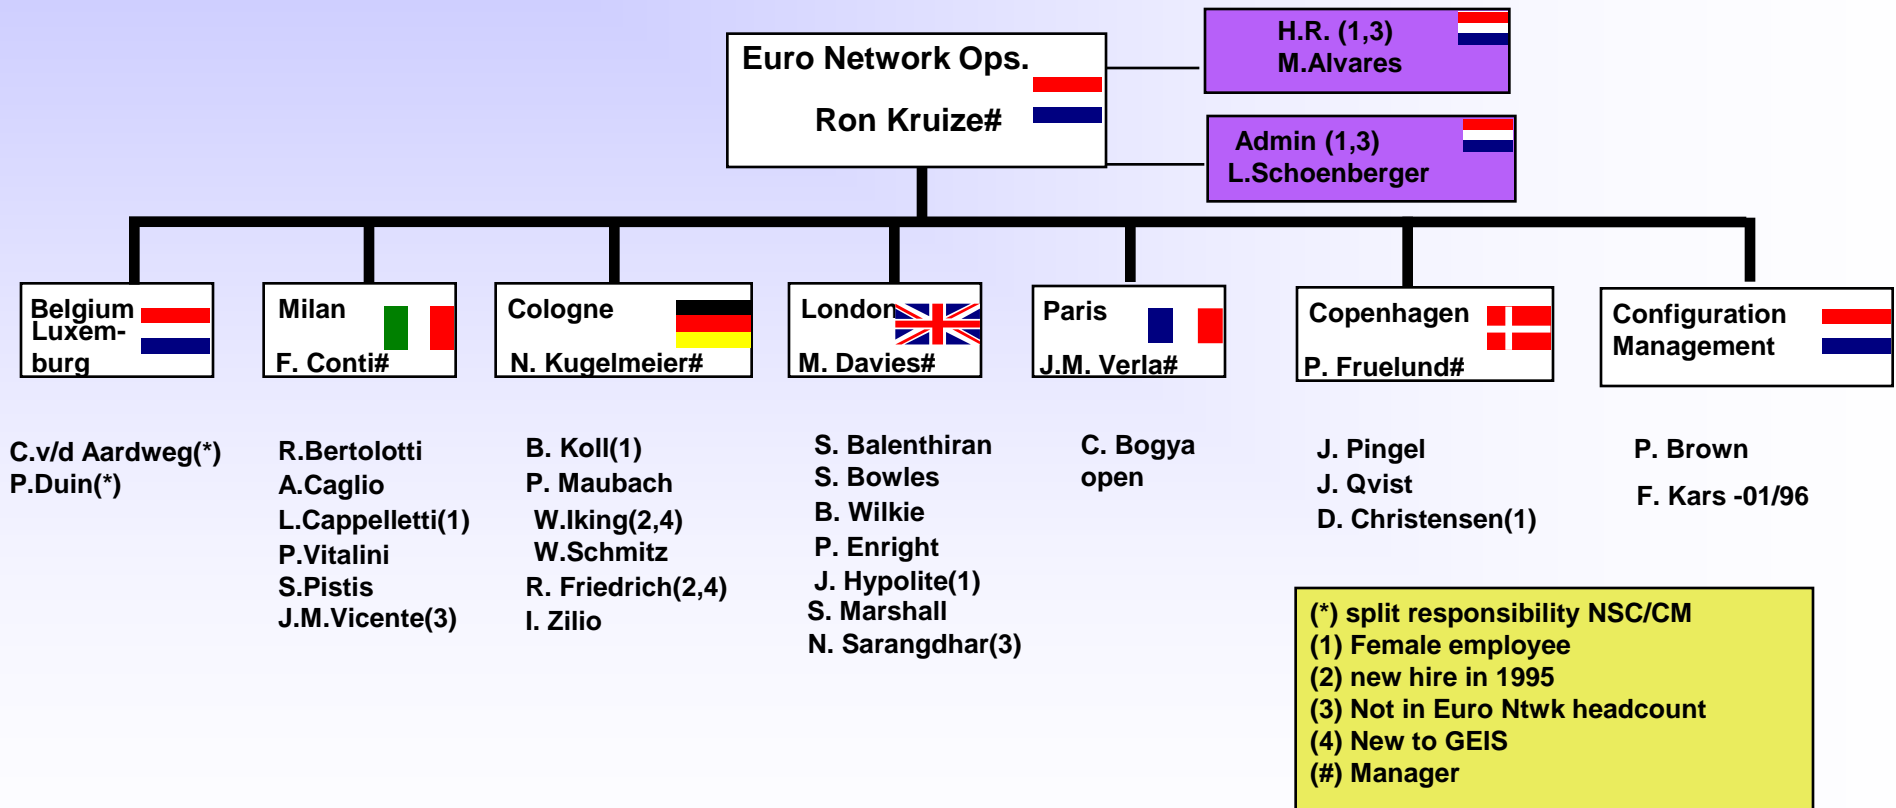 Euro Network Ops.
Ron Kruize#
H.R. (1,3)
M.Alvares
Admin (1,3)
L.Schoenberger
Belgium
Luxem-
burg
Milan
F. Conti#
Cologne
N. Kugelmeier#
London
M. Davies#
Paris
J.M. Verla#
Copenhagen
P. Fruelund#
Configuration
Management
C.v/d Aardweg(*)
P.Duin(*)
R.Bertolotti
A.Caglio
L.Cappelletti(1)
P.Vitalini
S.Pistis
J.M.Vicente(3)
B. Koll(1)
P. Maubach
W.Iking(2,4)
W.Schmitz
R. Friedrich(2,4)
I. Zilio
S. Balenthiran
S. Bowles
B. Wilkie
P. Enright
J. Hypolite(1)
S. Marshall
N. Sarangdhar(3)
C. Bogya
open
J. Pingel
J. Qvist
D. Christensen(1)
P. Brown
F. Kars -01/96
(*) split responsibility NSC/CM
(1) Female employee
(2) new hire in 1995
(3) Not in Euro Ntwk headcount
(4) New to GEIS
(#) Manager